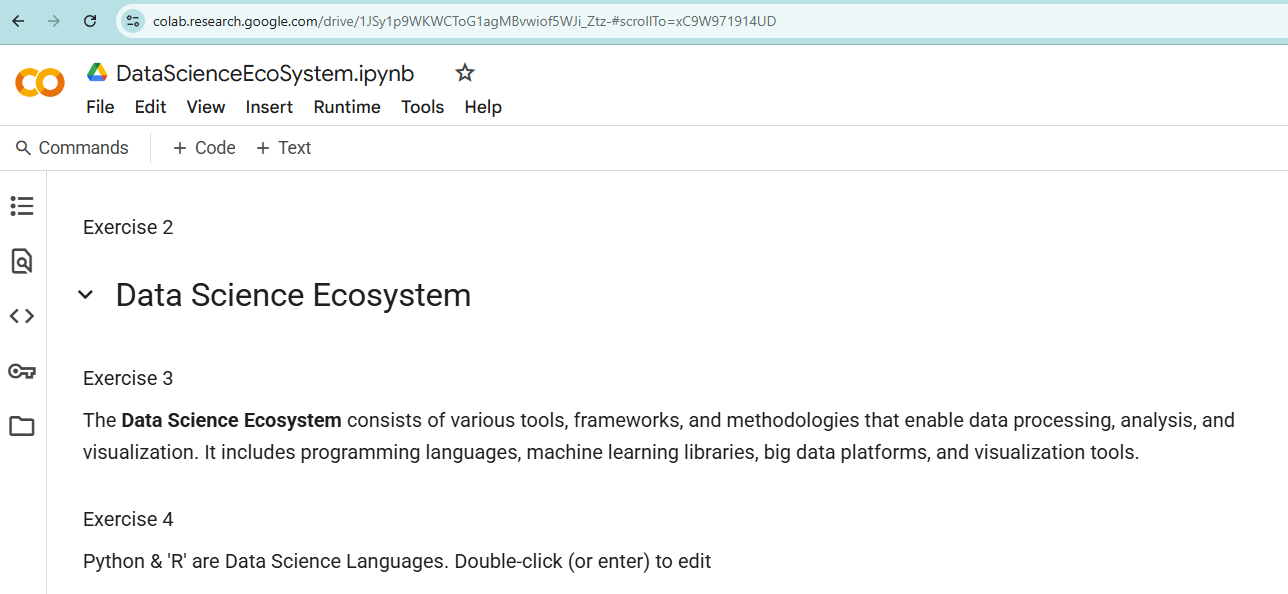 colab.research.google.com/drive/1JSy1p9WKWCToG1agMBvwiof5WJi_Ztz-#scrollTo=xC9W971914UD
DataScienceEcoSystem.ipynb
File Edit View Insert Runtime Tools Help
Commands + Code + Text
Exercise 2
Data Science Ecosystem
Exercise 3
The Data Science Ecosystem consists of various tools, frameworks, and methodologies that enable data processing, analysis, and
visualization. It includes programming languages, machine learning libraries, big data platforms, and visualization tools.
Exercise 4
Python & 'R' are Data Science Languages. Double-click (or enter) to edit